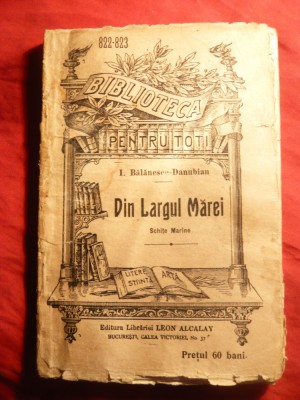 822-823
BIBLIOTECA
PENTRU TOTI
I. Bălănescu-Danubian
Din Largul Mărei
Schițe Marine
LITERE
ȘTIINȚĂ
ARTĂ
Editura Librăriei LEON ALCALAY
BUCUREȘTI, CALEA VICTORIEI, No. 37
Prețul 60 bani.